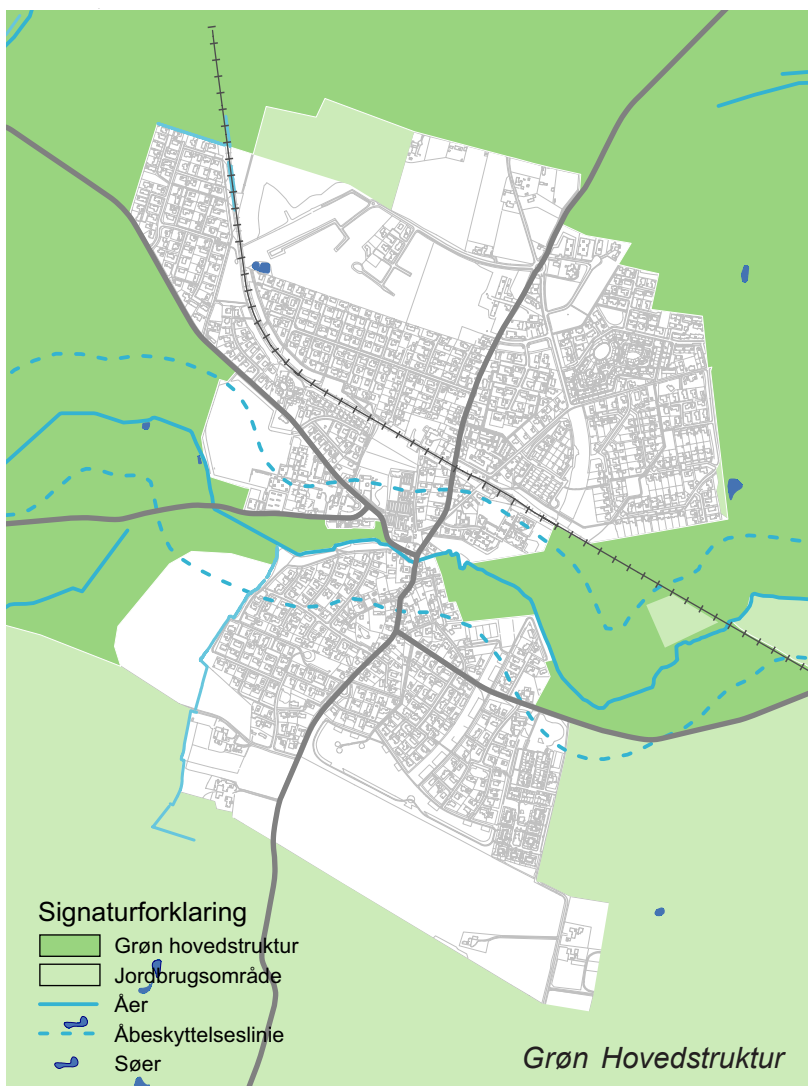 Signaturforklaring
Grøn hovedstruktur
Jordbrugsområde
Åer
Åbeskyttelseslinie
Søer
Grøn Hovedstruktur